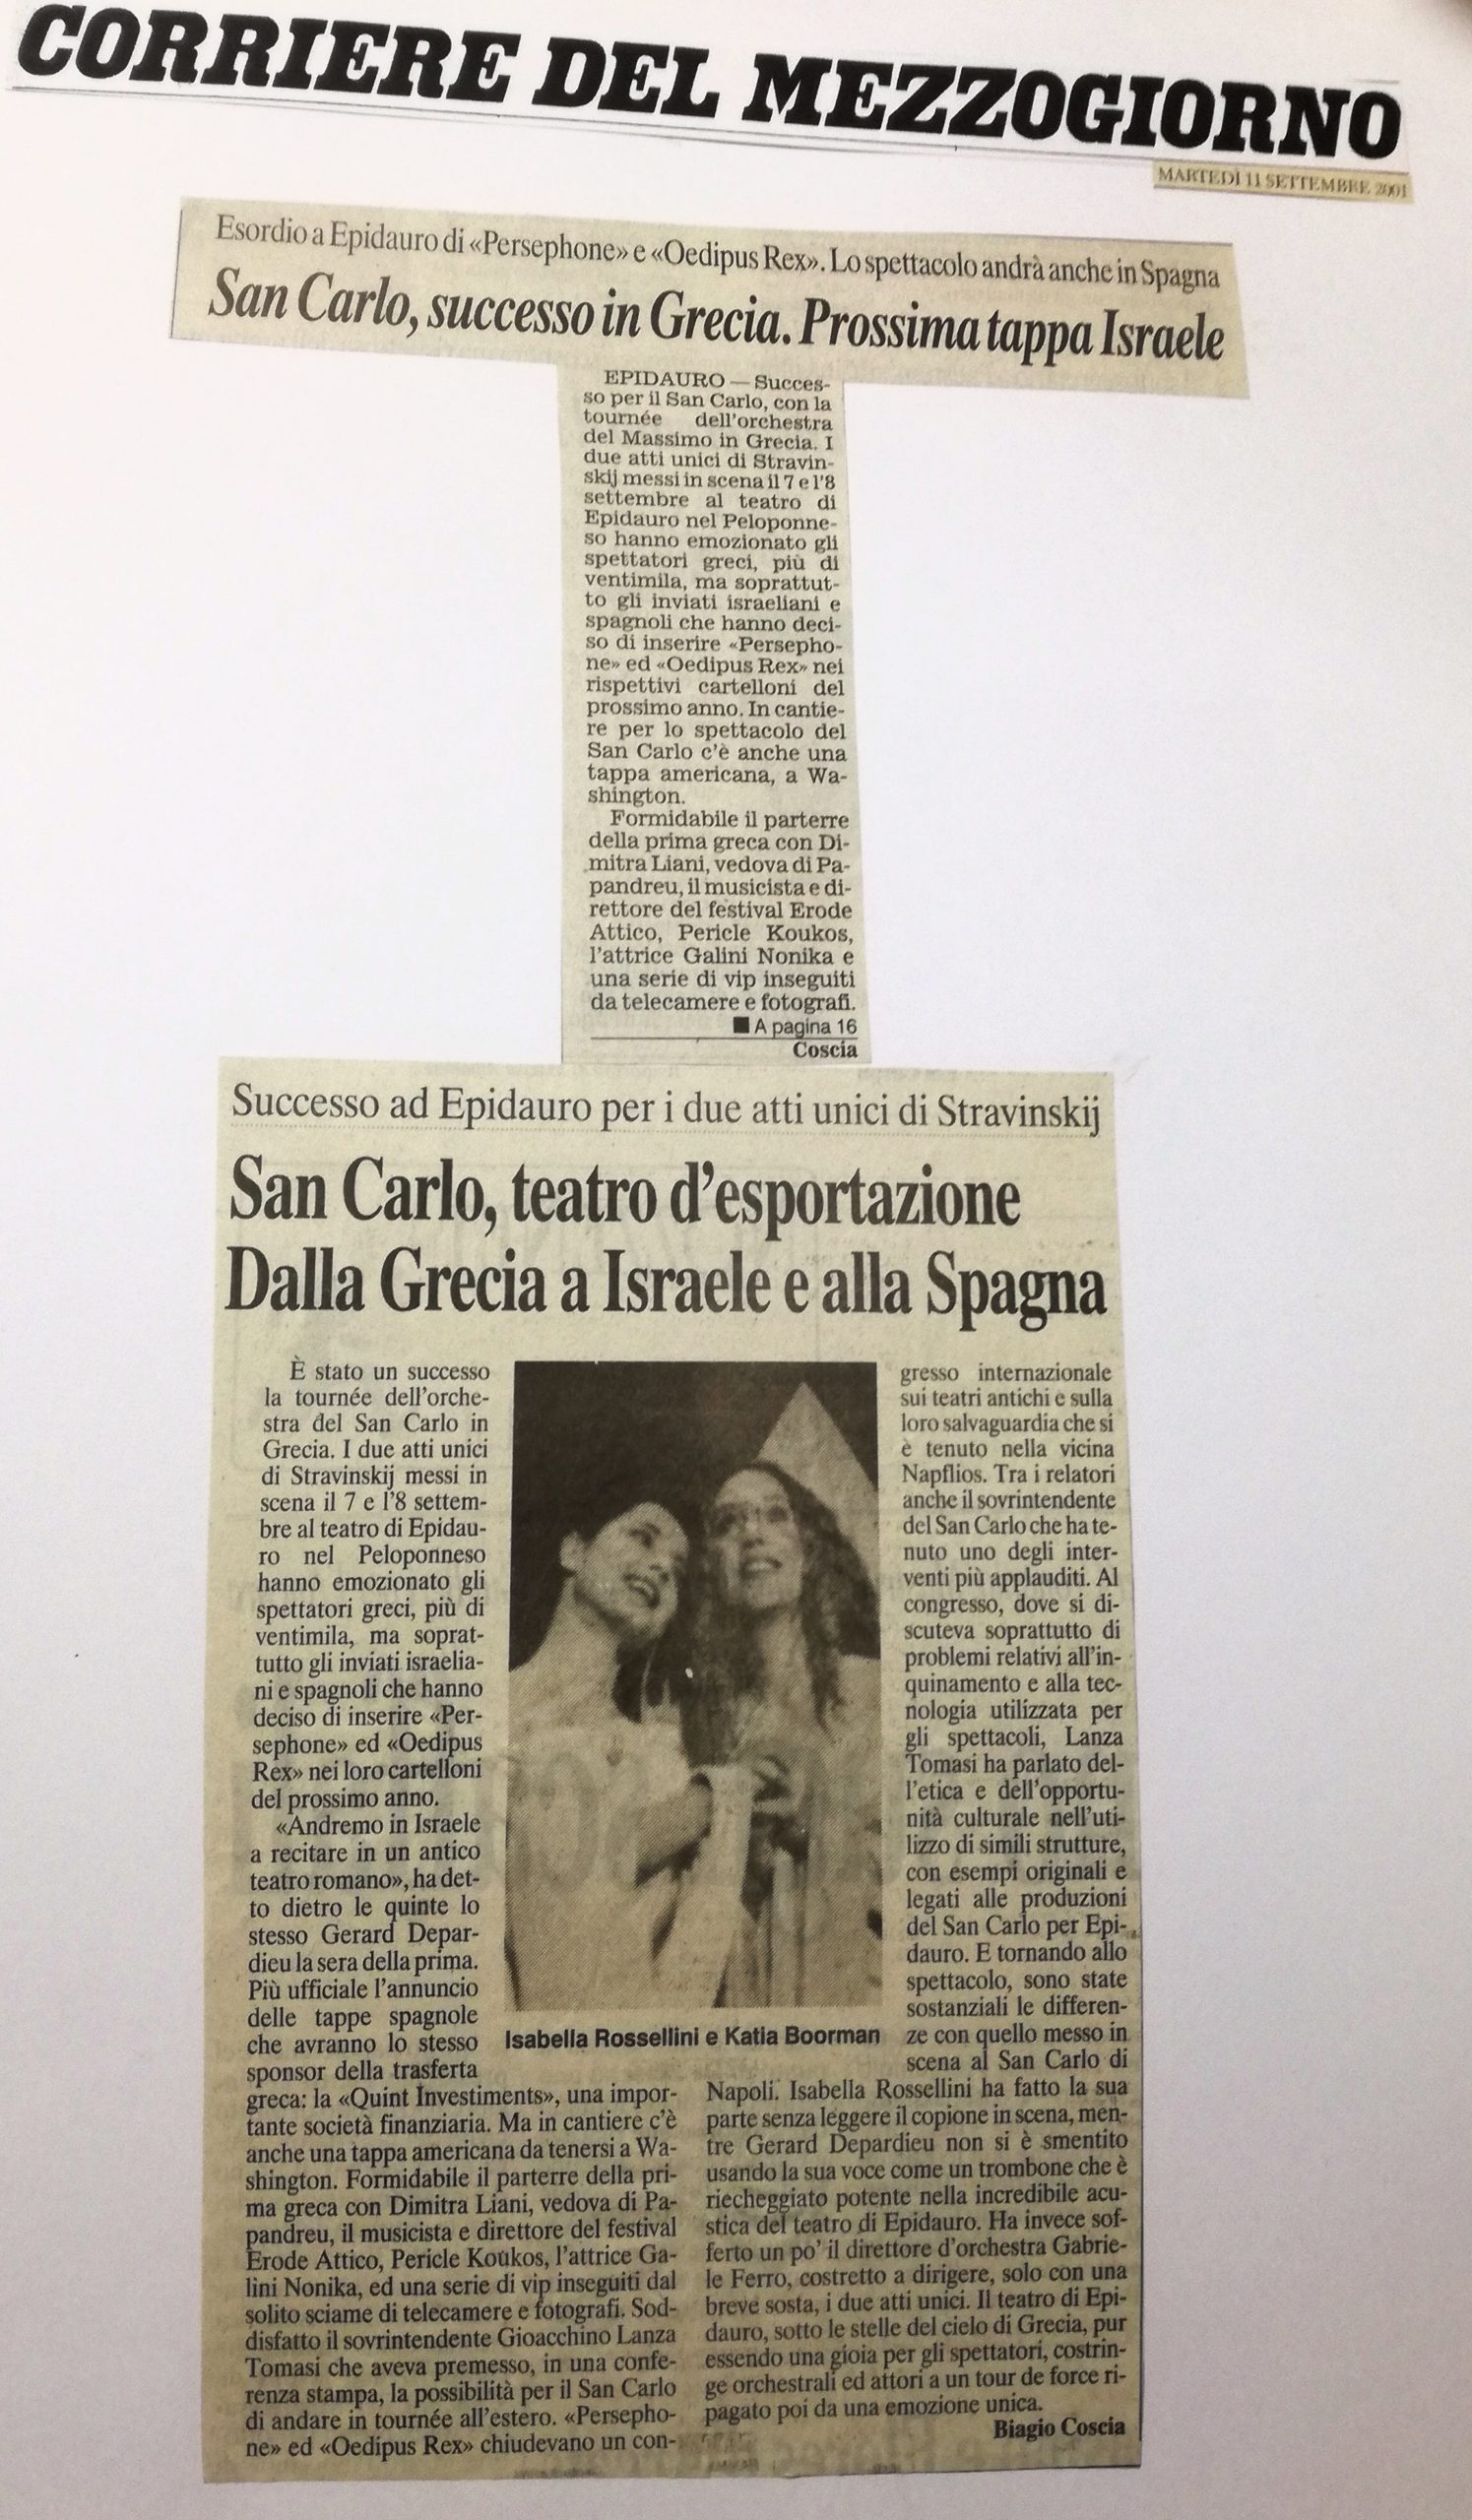 CORRIERE DEL MEZZOGIORNO
MARTEDÌ 11 SETTEMBRE 2001
Esordio a Epidauro di «Persephone» e «Oedipus Rex». Lo spettacolo andrà anche in Spagna
San Carlo, successo in Grecia. Prossima tappa Israele
EPIDAURO — Succes-
so per il San Carlo, con la
tournée dell'orchestra
del Massimo in Grecia. I
due atti unici di Stravin-
skij messi in scena il 7 e l'8
settembre al teatro di
Epidauro nel Peloponne-
so hanno emozionato gli
spettatori greci, più di
ventimila, ma soprattut-
to gli inviati israeliani e
spagnoli che hanno deci-
so di inserire «Persepho-
ne» ed «Oedipus Rex» nei
rispettivi cartelloni del
prossimo anno. In cantie-
re per lo spettacolo del
San Carlo c'è anche una
tappa americana, a Wa-
shington.
Formidabile il parterre
della prima greca con Di-
mitra Liani, vedova di Pa-
pandreu, il musicista e di-
rettore del festival Erode
Attico, Pericle Koukos,
l'attrice Galini Nonika e
una serie di vip inseguiti
da telecamere e fotografi.
■ A pagina 16
Coscia
Successo ad Epidauro per i due atti unici di Stravinskij
San Carlo, teatro d'esportazione
Dalla Grecia a Israele e alla Spagna
È stato un successo
la tournée dell'orche-
stra del San Carlo in
Grecia. I due atti unici
di Stravinskij messi in
scena il 7 e l'8 settem-
bre al teatro di Epidau-
ro nel Peloponneso
hanno emozionato gli
spettatori greci, più di
ventimila, ma soprat-
tutto gli inviati israelia-
ni e spagnoli che hanno
deciso di inserire «Per-
sephone» ed «Oedipus
Rex» nei loro cartelloni
del prossimo anno.
«Andremo in Israele
a recitare in un antico
teatro romano», ha det-
to dietro le quinte lo
stesso Gerard Depar-
dieu la sera della prima.
Più ufficiale l'annuncio
delle tappe spagnole
che avranno lo stesso
sponsor della trasferta
greca: la «Quint Investiments», una impor-
tante società finanziaria. Ma in cantiere c'è
anche una tappa americana da tenersi a Wa-
shington. Formidabile il parterre della pri-
ma greca con Dimitra Liani, vedova di Pa-
pandreu, il musicista e direttore del festival
Erode Attico, Pericle Koukos, l'attrice Ga-
lini Nonika, ed una serie di vip inseguiti dal
solito sciame di telecamere e fotografi. Sod-
disfatto il sovrintendente Gioacchino Lanza
Tomasi che aveva premesso, in una confe-
renza stampa, la possibilità per il San Carlo
di andare in tournée all'estero. «Persepho-
ne» ed «Oedipus Rex» chiudevano un con-
Isabella Rossellini e Katia Boorman
gresso internazionale
sui teatri antichi e sulla
loro salvaguardia che si
è tenuto nella vicina
Napflios. Tra i relatori
anche il sovrintendente
del San Carlo che ha te-
nuto uno degli inter-
venti più applauditi. Al
congresso, dove si di-
scuteva soprattutto di
problemi relativi all'in-
quinamento e alla tec-
nologia utilizzata per
gli spettacoli, Lanza
Tomasi ha parlato del-
l'etica e dell'opportu-
nità culturale nell'uti-
lizzo di simili strutture,
con esempi originali e
legati alle produzioni
del San Carlo per Epi-
dauro. E tornando allo
spettacolo, sono state
sostanziali le differen-
ze con quello messo in
scena al San Carlo di
Napoli. Isabella Rossellini ha fatto la sua
parte senza leggere il copione in scena, men-
tre Gerard Depardieu non si è smentito
usando la sua voce come un trombone che è
riecheggiato potente nella incredibile acu-
stica del teatro di Epidauro. Ha invece sof-
ferto un po' il direttore d'orchestra Gabrie-
le Ferro, costretto a dirigere, solo con una
breve sosta, i due atti unici. Il teatro di Epi-
dauro, sotto le stelle del cielo di Grecia, pur
essendo una gioia per gli spettatori, costrin-
ge orchestrali ed attori a un tour de force ri-
pagato poi da una emozione unica.
Biagio Coscia